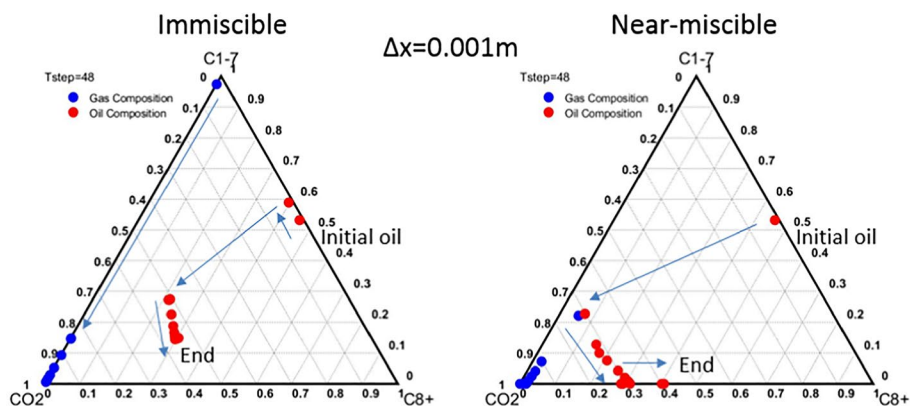 Immiscible
Near-miscible
Δx=0.001m
C1-7
Tstep=48
Gas Composition
Oil Composition
0 1
0.1 0.9
0.2 0.8
0.3 0.7
0.4 0.6
0.5 0.5
Initial oil
0.6 0.4
0.7 0.3
0.8 0.2
End
0.9 0.1
1 0
0 0.1 0.2 0.3 0.4 0.5 0.6 0.7 0.8 0.9 1
CO2 C8+
C1-7
Tstep=48
Gas Composition
Oil Composition
0 1
0.1 0.9
0.2 0.8
0.3 0.7
0.4 0.6
0.5 0.5
Initial oil
0.6 0.4
0.7 0.3
0.8 0.2
End
0.9 0.1
1 0
0 0.1 0.2 0.3 0.4 0.5 0.6 0.7 0.8 0.9 1
CO2 C8+